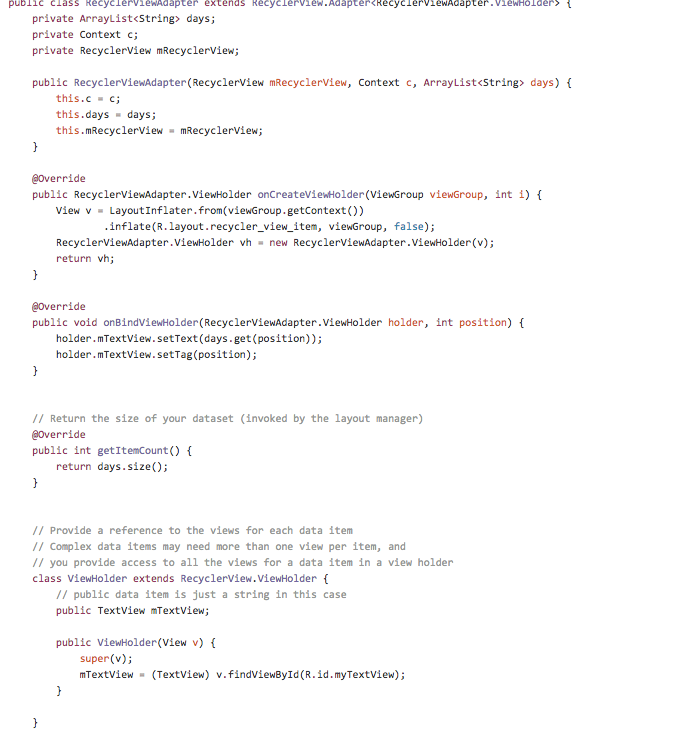 public class RecyclerViewAdapter extends RecyclerView.Adapter<RecyclerViewAdapter.ViewHolder> {
    private ArrayList<String> days;
    private Context c;
    private RecyclerView mRecyclerView;

    public RecyclerViewAdapter(RecyclerView mRecyclerView, Context c, ArrayList<String> days) {
        this.c = c;
        this.days = days;
        this.mRecyclerView = mRecyclerView;
    }

    @Override
    public RecyclerViewAdapter.ViewHolder onCreateViewHolder(ViewGroup viewGroup, int i) {
        View v = LayoutInflater.from(viewGroup.getContext())
                .inflate(R.layout.recycler_view_item, viewGroup, false);
        RecyclerViewAdapter.ViewHolder vh = new RecyclerViewAdapter.ViewHolder(v);
        return vh;
    }

    @Override
    public void onBindViewHolder(RecyclerViewAdapter.ViewHolder holder, int position) {
        holder.mTextView.setText(days.get(position));
        holder.mTextView.setTag(position);
    }


    // Return the size of your dataset (invoked by the layout manager)
    @Override
    public int getItemCount() {
        return days.size();
    }


    // Provide a reference to the views for each data item
    // Complex data items may need more than one view per item, and
    // you provide access to all the views for a data item in a view holder
    class ViewHolder extends RecyclerView.ViewHolder {
        // public data item is just a string in this case
        public TextView mTextView;

        public ViewHolder(View v) {
            super(v);
            mTextView = (TextView) v.findViewById(R.id.myTextView);
        }

    }